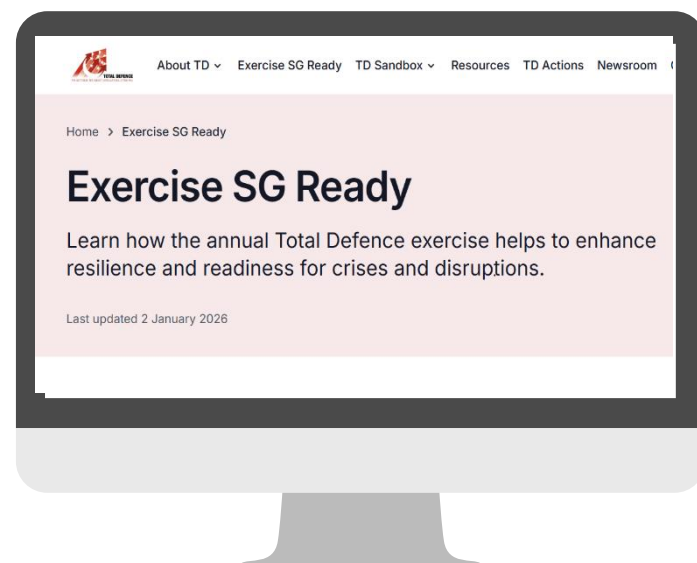 TOTAL DEFENCE
About TD Exercise SG Ready TD Sandbox Resources TD Actions Newsroom
Home > Exercise SG Ready
Exercise SG Ready
Learn how the annual Total Defence exercise helps to enhance
resilience and readiness for crises and disruptions.
Last updated 2 January 2026